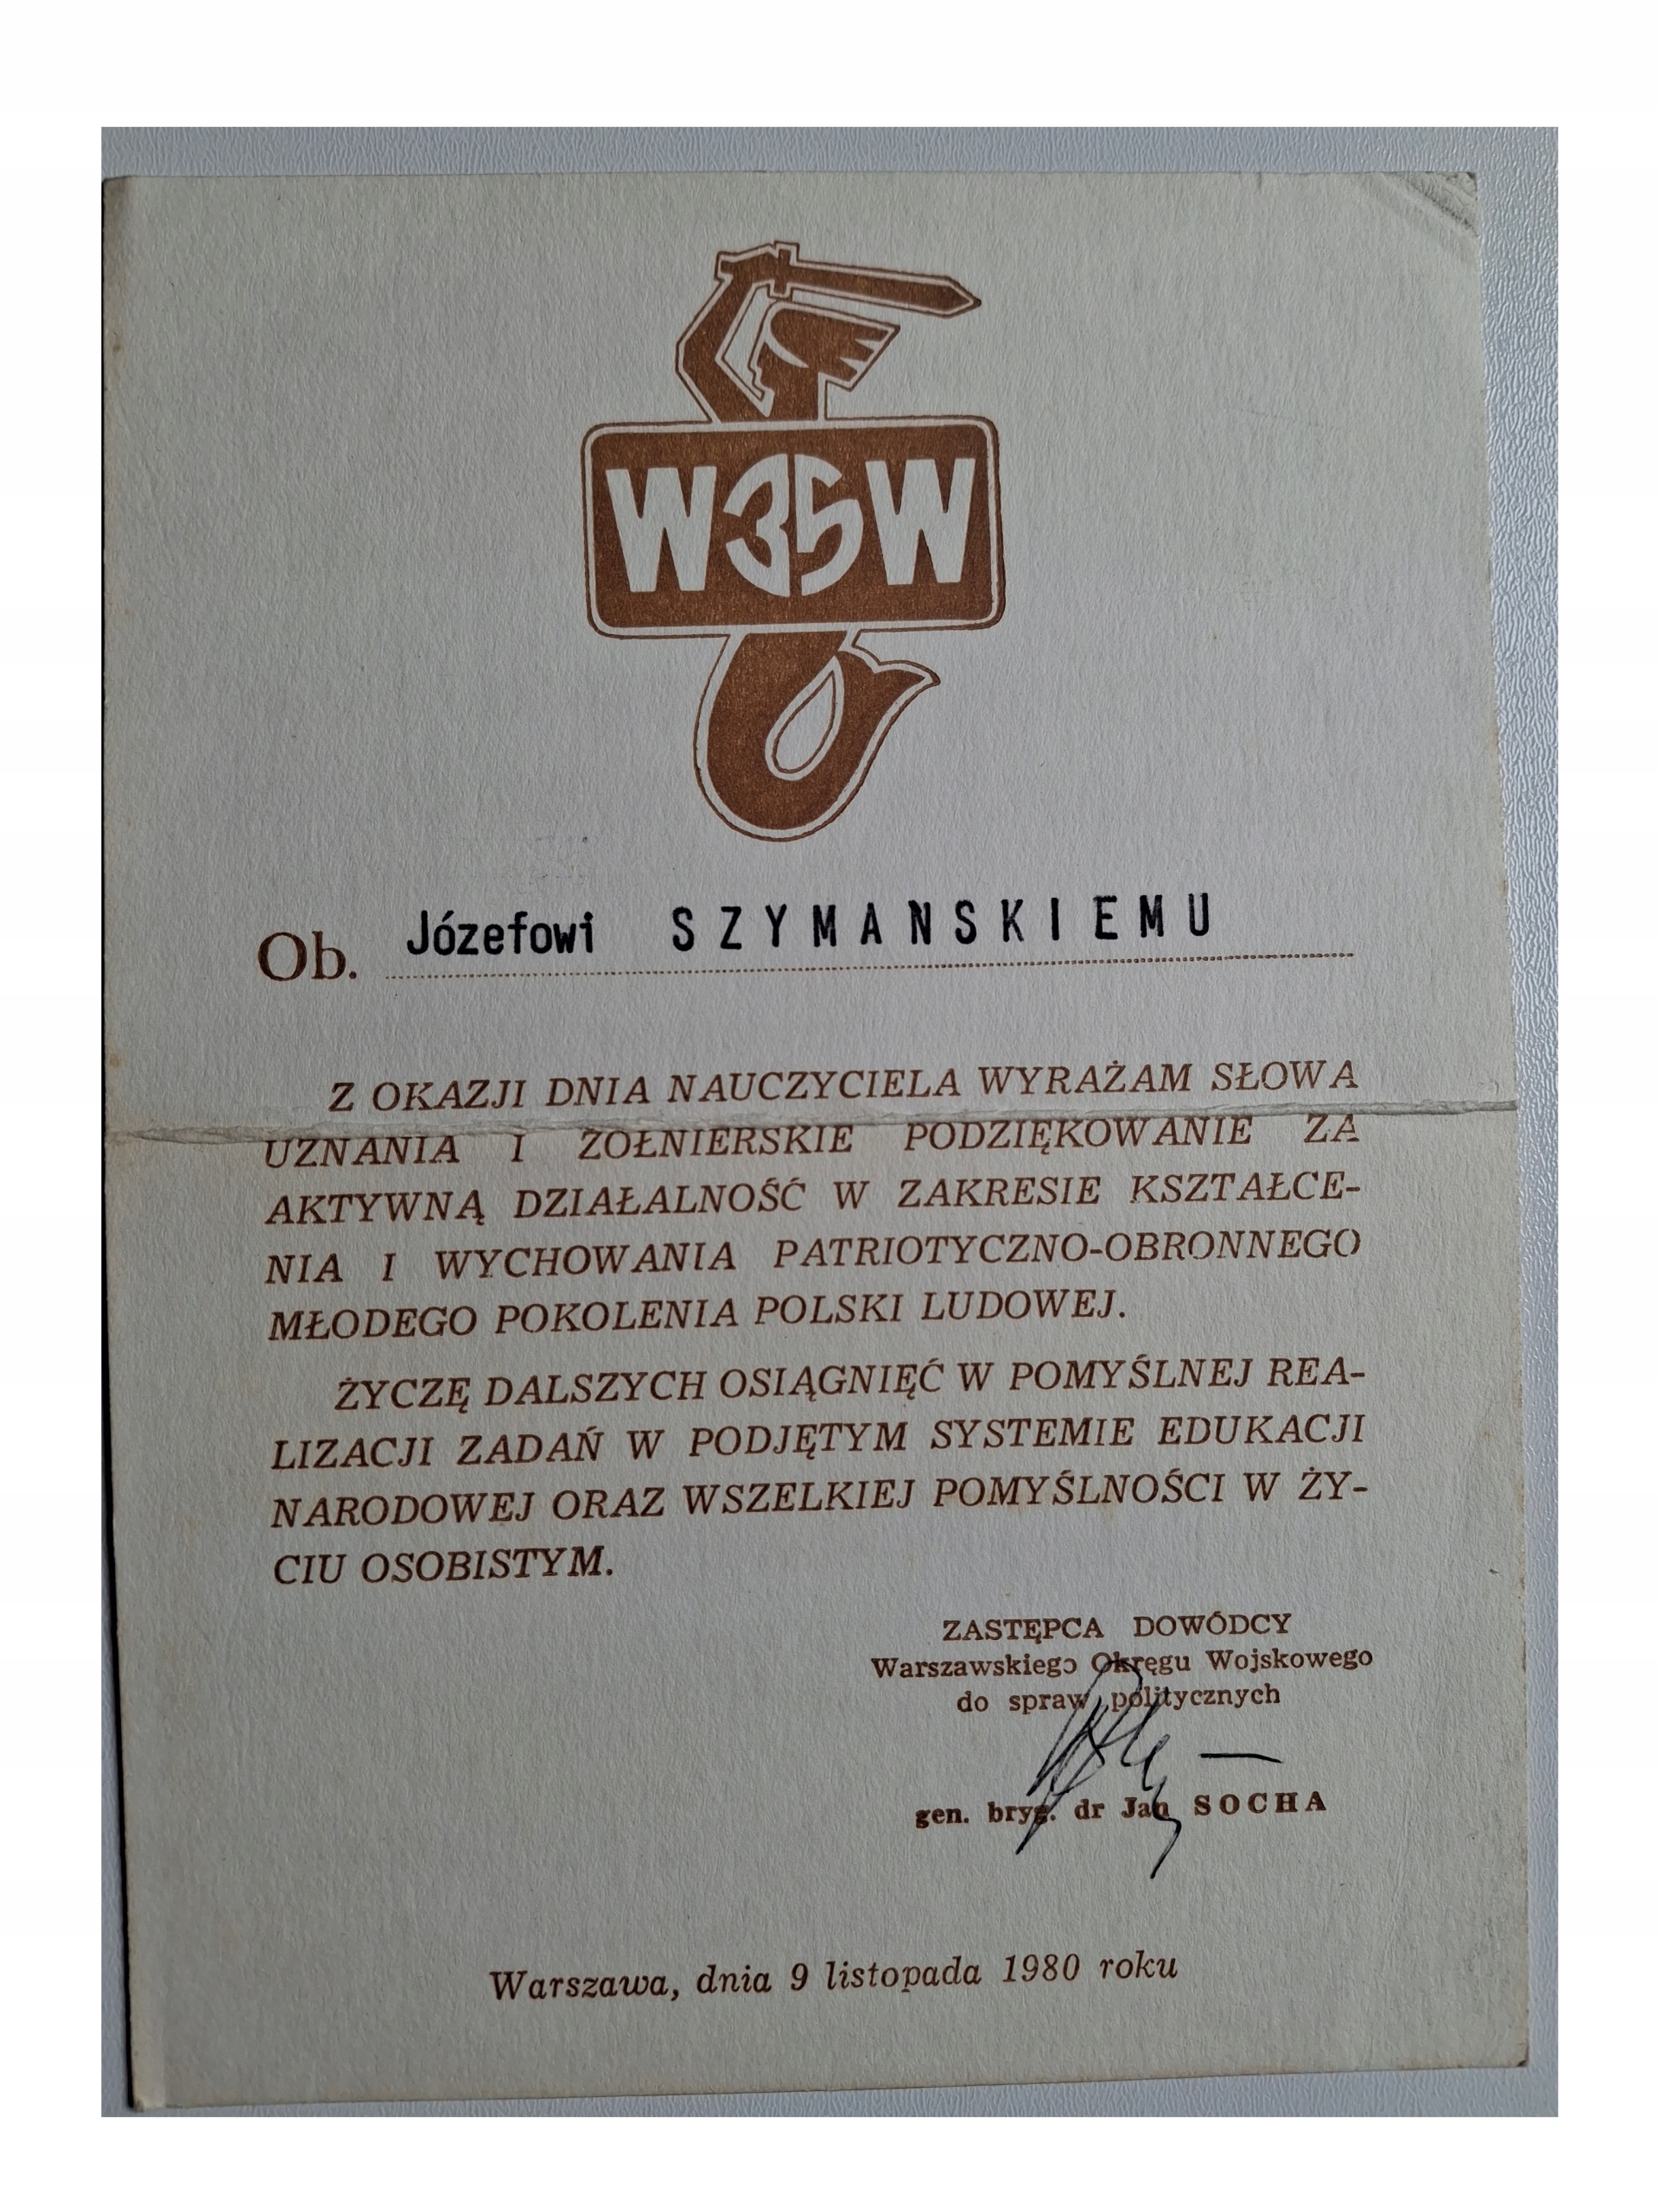 W35W
Ob. Józefowi SZYMANSKIEMU
Z OKAZJI DNIA NAUCZYCIELA WYRAŻAM SŁOWA
UZNANIA I ŻOŁNIERSKIE PODZIĘKOWANIE ZA
AKTYWNĄ DZIAŁALNOŚĆ W ZAKRESIE KSZTAŁCE-
NIA I WYCHOWANIA PATRIOTYCZNO-OBRONNEGO
MŁODEGO POKOLENIA POLSKI LUDOWEJ.
ŻYCZĘ DALSZYCH OSIĄGNIĘĆ W POMYŚLNEJ REA-
LIZACJI ZADAŃ W PODJĘTYM SYSTEMIE EDUKACJI
NARODOWEJ ORAZ WSZELKIEJ POMYŚLNOŚCI W ŻY-
CIU OSOBISTYM.
ZASTĘPCA DOWÓDCY
Warszawskiego Okręgu Wojskowego
do spraw politycznych
gen. bryg. dr Jan SOCHA
Warszawa, dnia 9 listopada 1980 roku